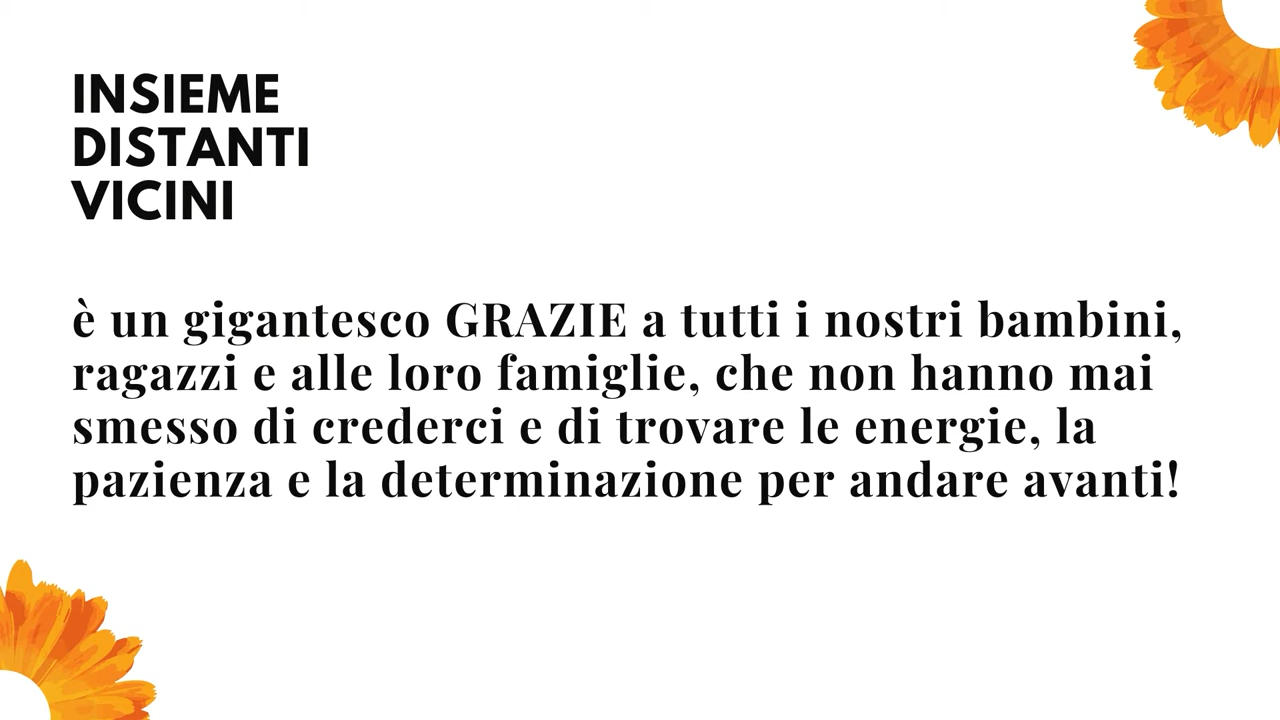 INSIEME
DISTANTI
VICINI
è un gigantesco GRAZIE a tutti i nostri bambini,
ragazzi e alle loro famiglie, che non hanno mai
smesso di crederci e di trovare le energie, la
pazienza e la determinazione per andare avanti!